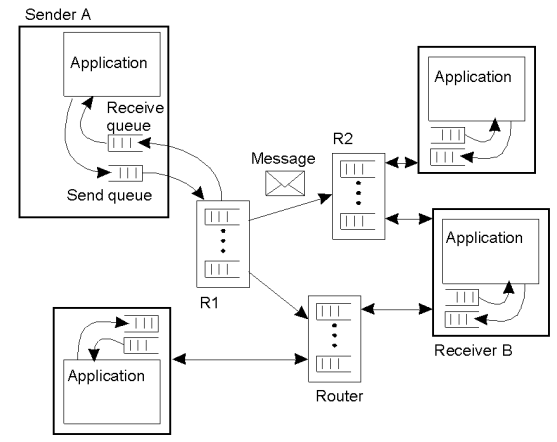 Sender A
Application
Receive
queue
Send queue
Message
R2
Application
R1
Application
Receiver B
Application
Router